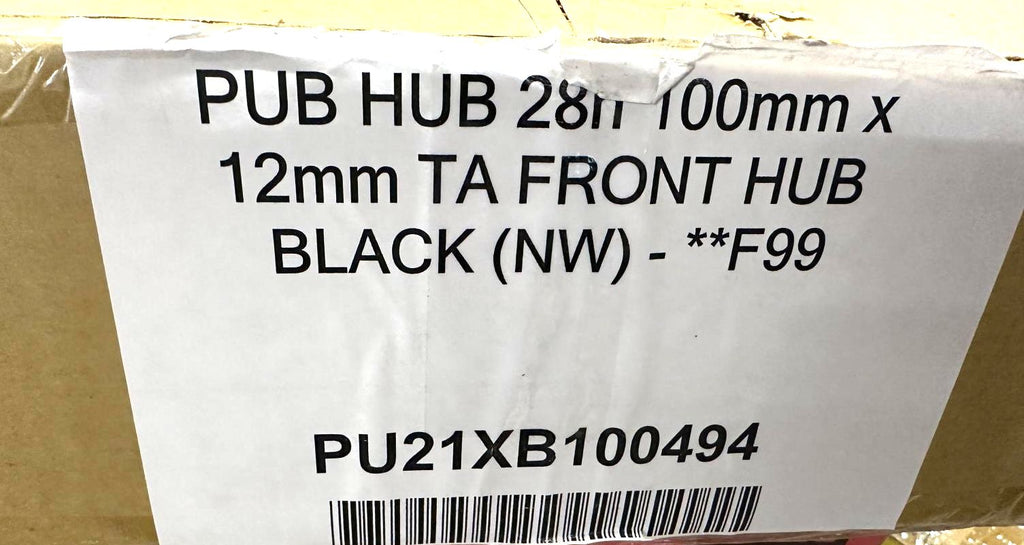 PUB HUB 28h 100mm x
12mm TA FRONT HUB
BLACK (NW) - **F99
PU21XB100494